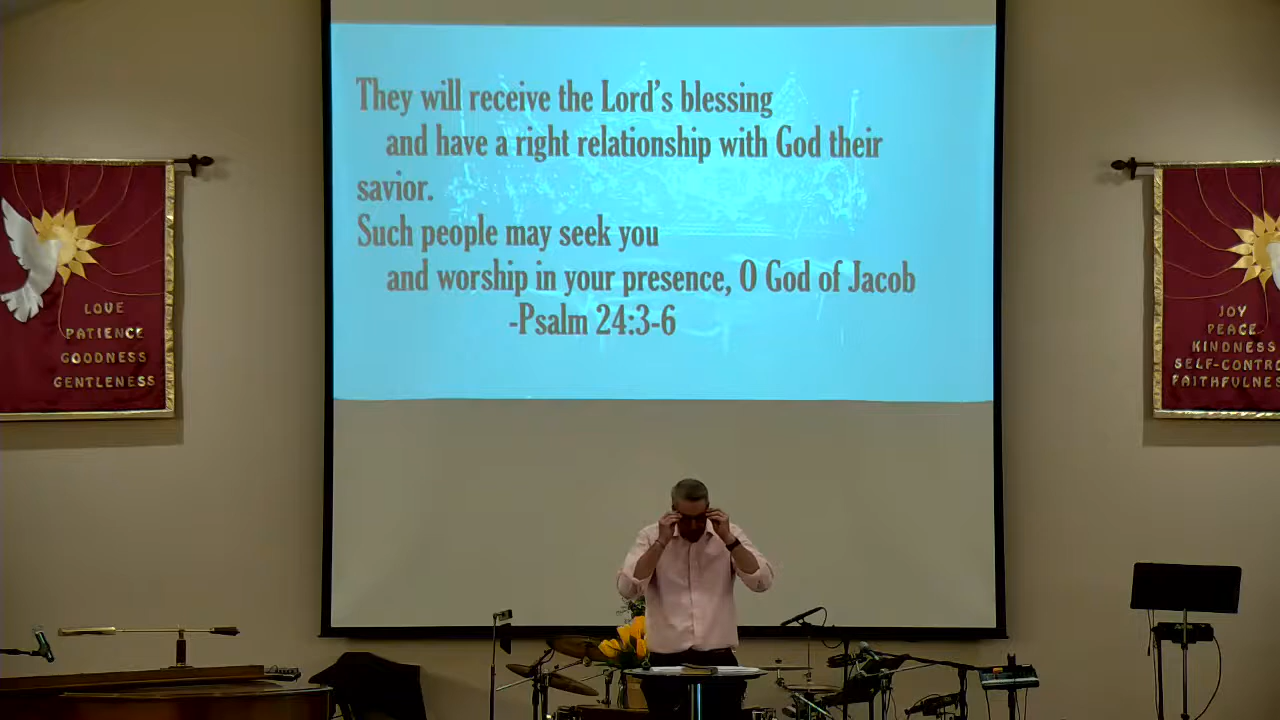 They will receive the Lord's blessing
and have a right relationship with God their
savior.
Such people may seek you
and worship in your presence, O God of Jacob
-Psalm 24:3-6
LOVE
PATIENCE
GOODNESS
GENTLENESS
JOY
PEACE
KINDNESS
SELF-CONTRO
FAITHFULNES